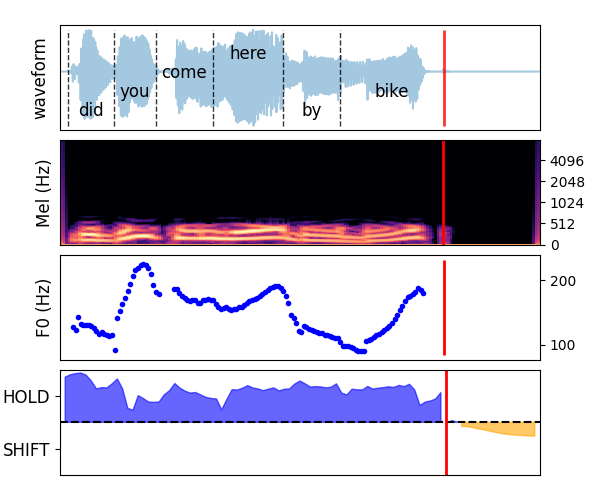 waveform
did you come here by bike
Mel (Hz)
4096
2048
1024
512
0
F0 (Hz)
200
100
HOLD
SHIFT